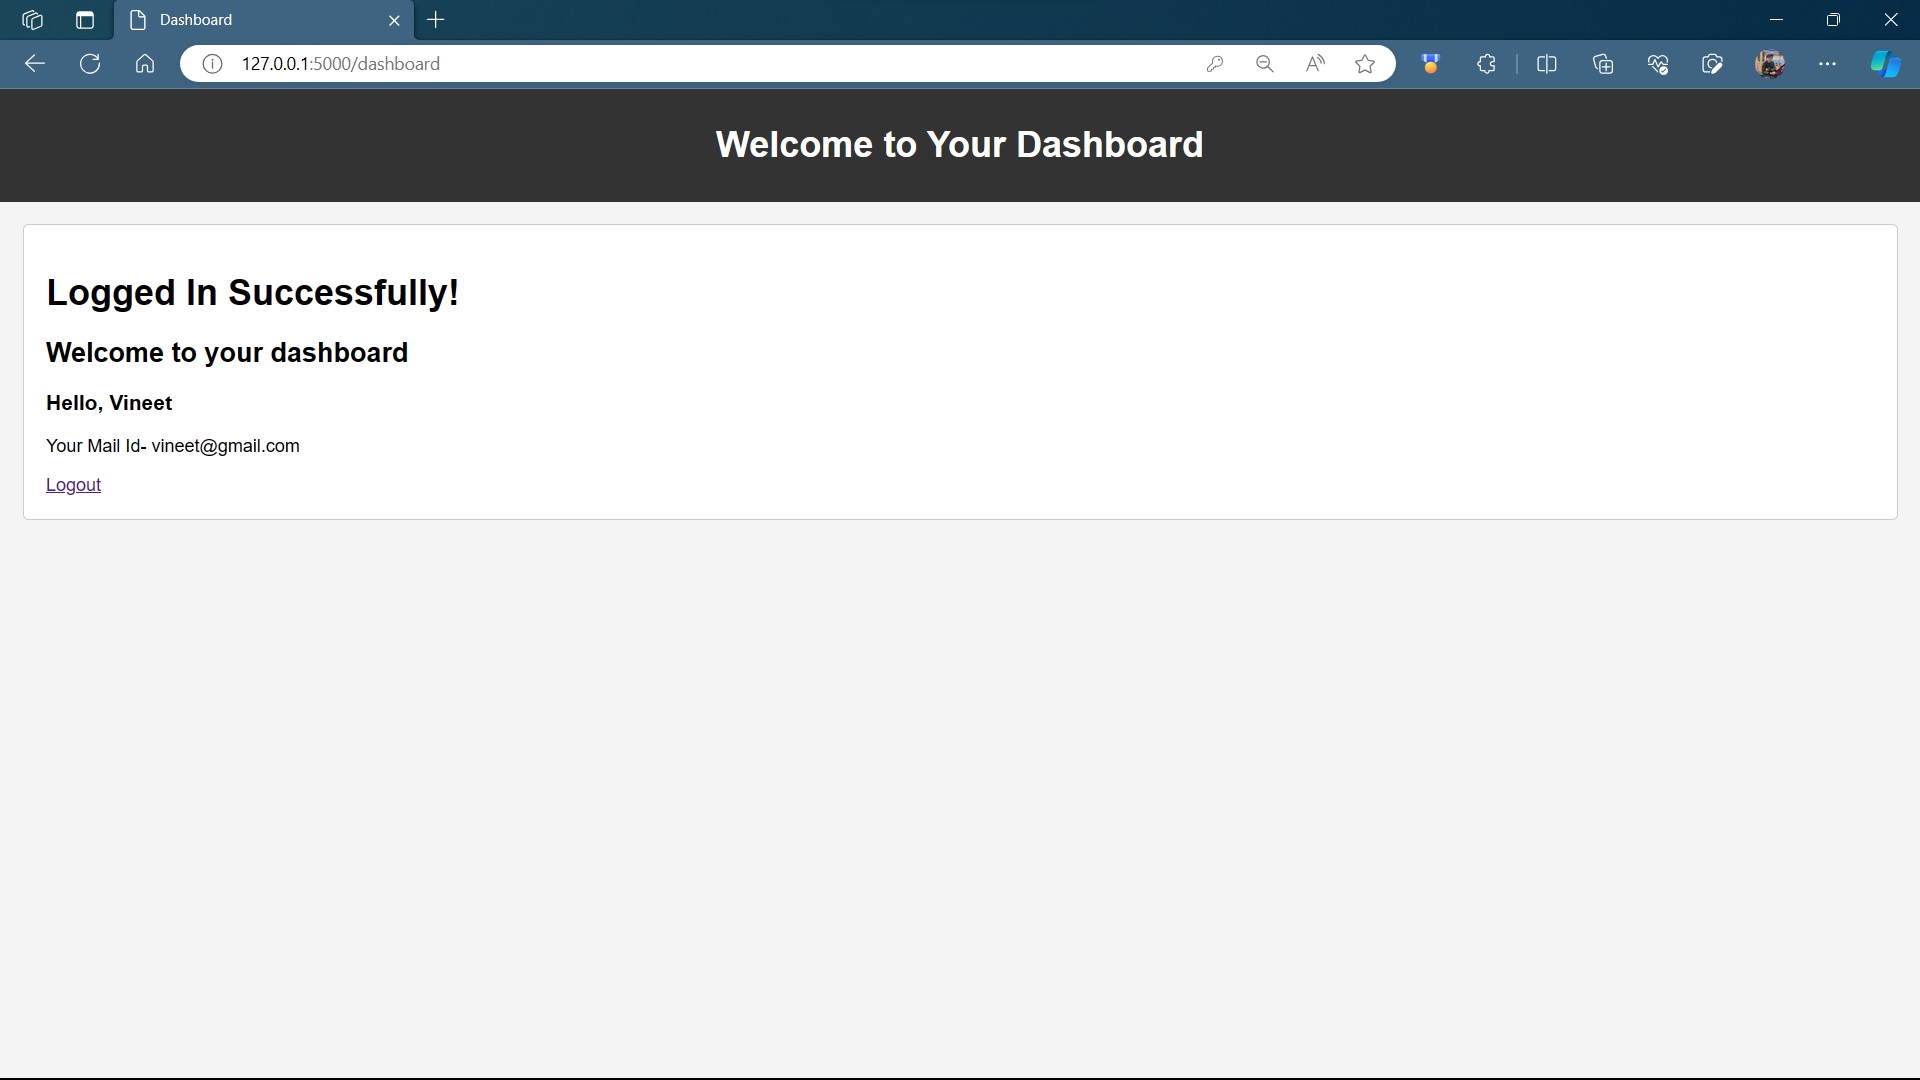 Dashboard
127.0.0.1:5000/dashboard
Welcome to Your Dashboard
Logged In Successfully!
Welcome to your dashboard
Hello, Vineet
Your Mail Id- vineet@gmail.com
Logout